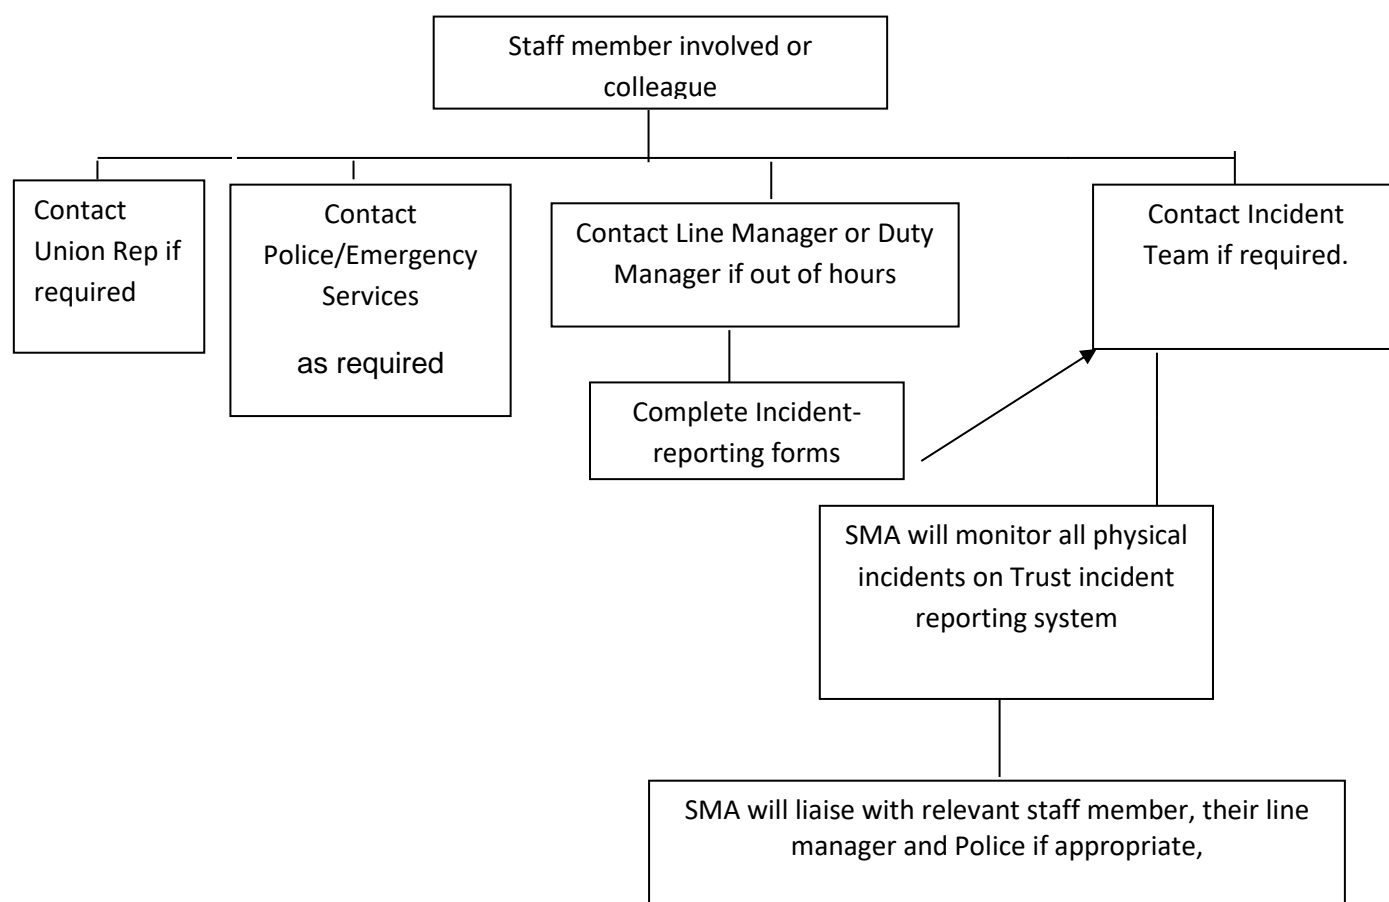 Staff member involved or
colleague
Contact
Union Rep if
required
Contact
Police/Emergency
Services
as required
Contact Line Manager or Duty
Manager if out of hours
Contact Incident
Team if required.
Complete Incident-
reporting forms
SMA will monitor all physical
incidents on Trust incident
reporting system
SMA will liaise with relevant staff member, their line
manager and Police if appropriate,